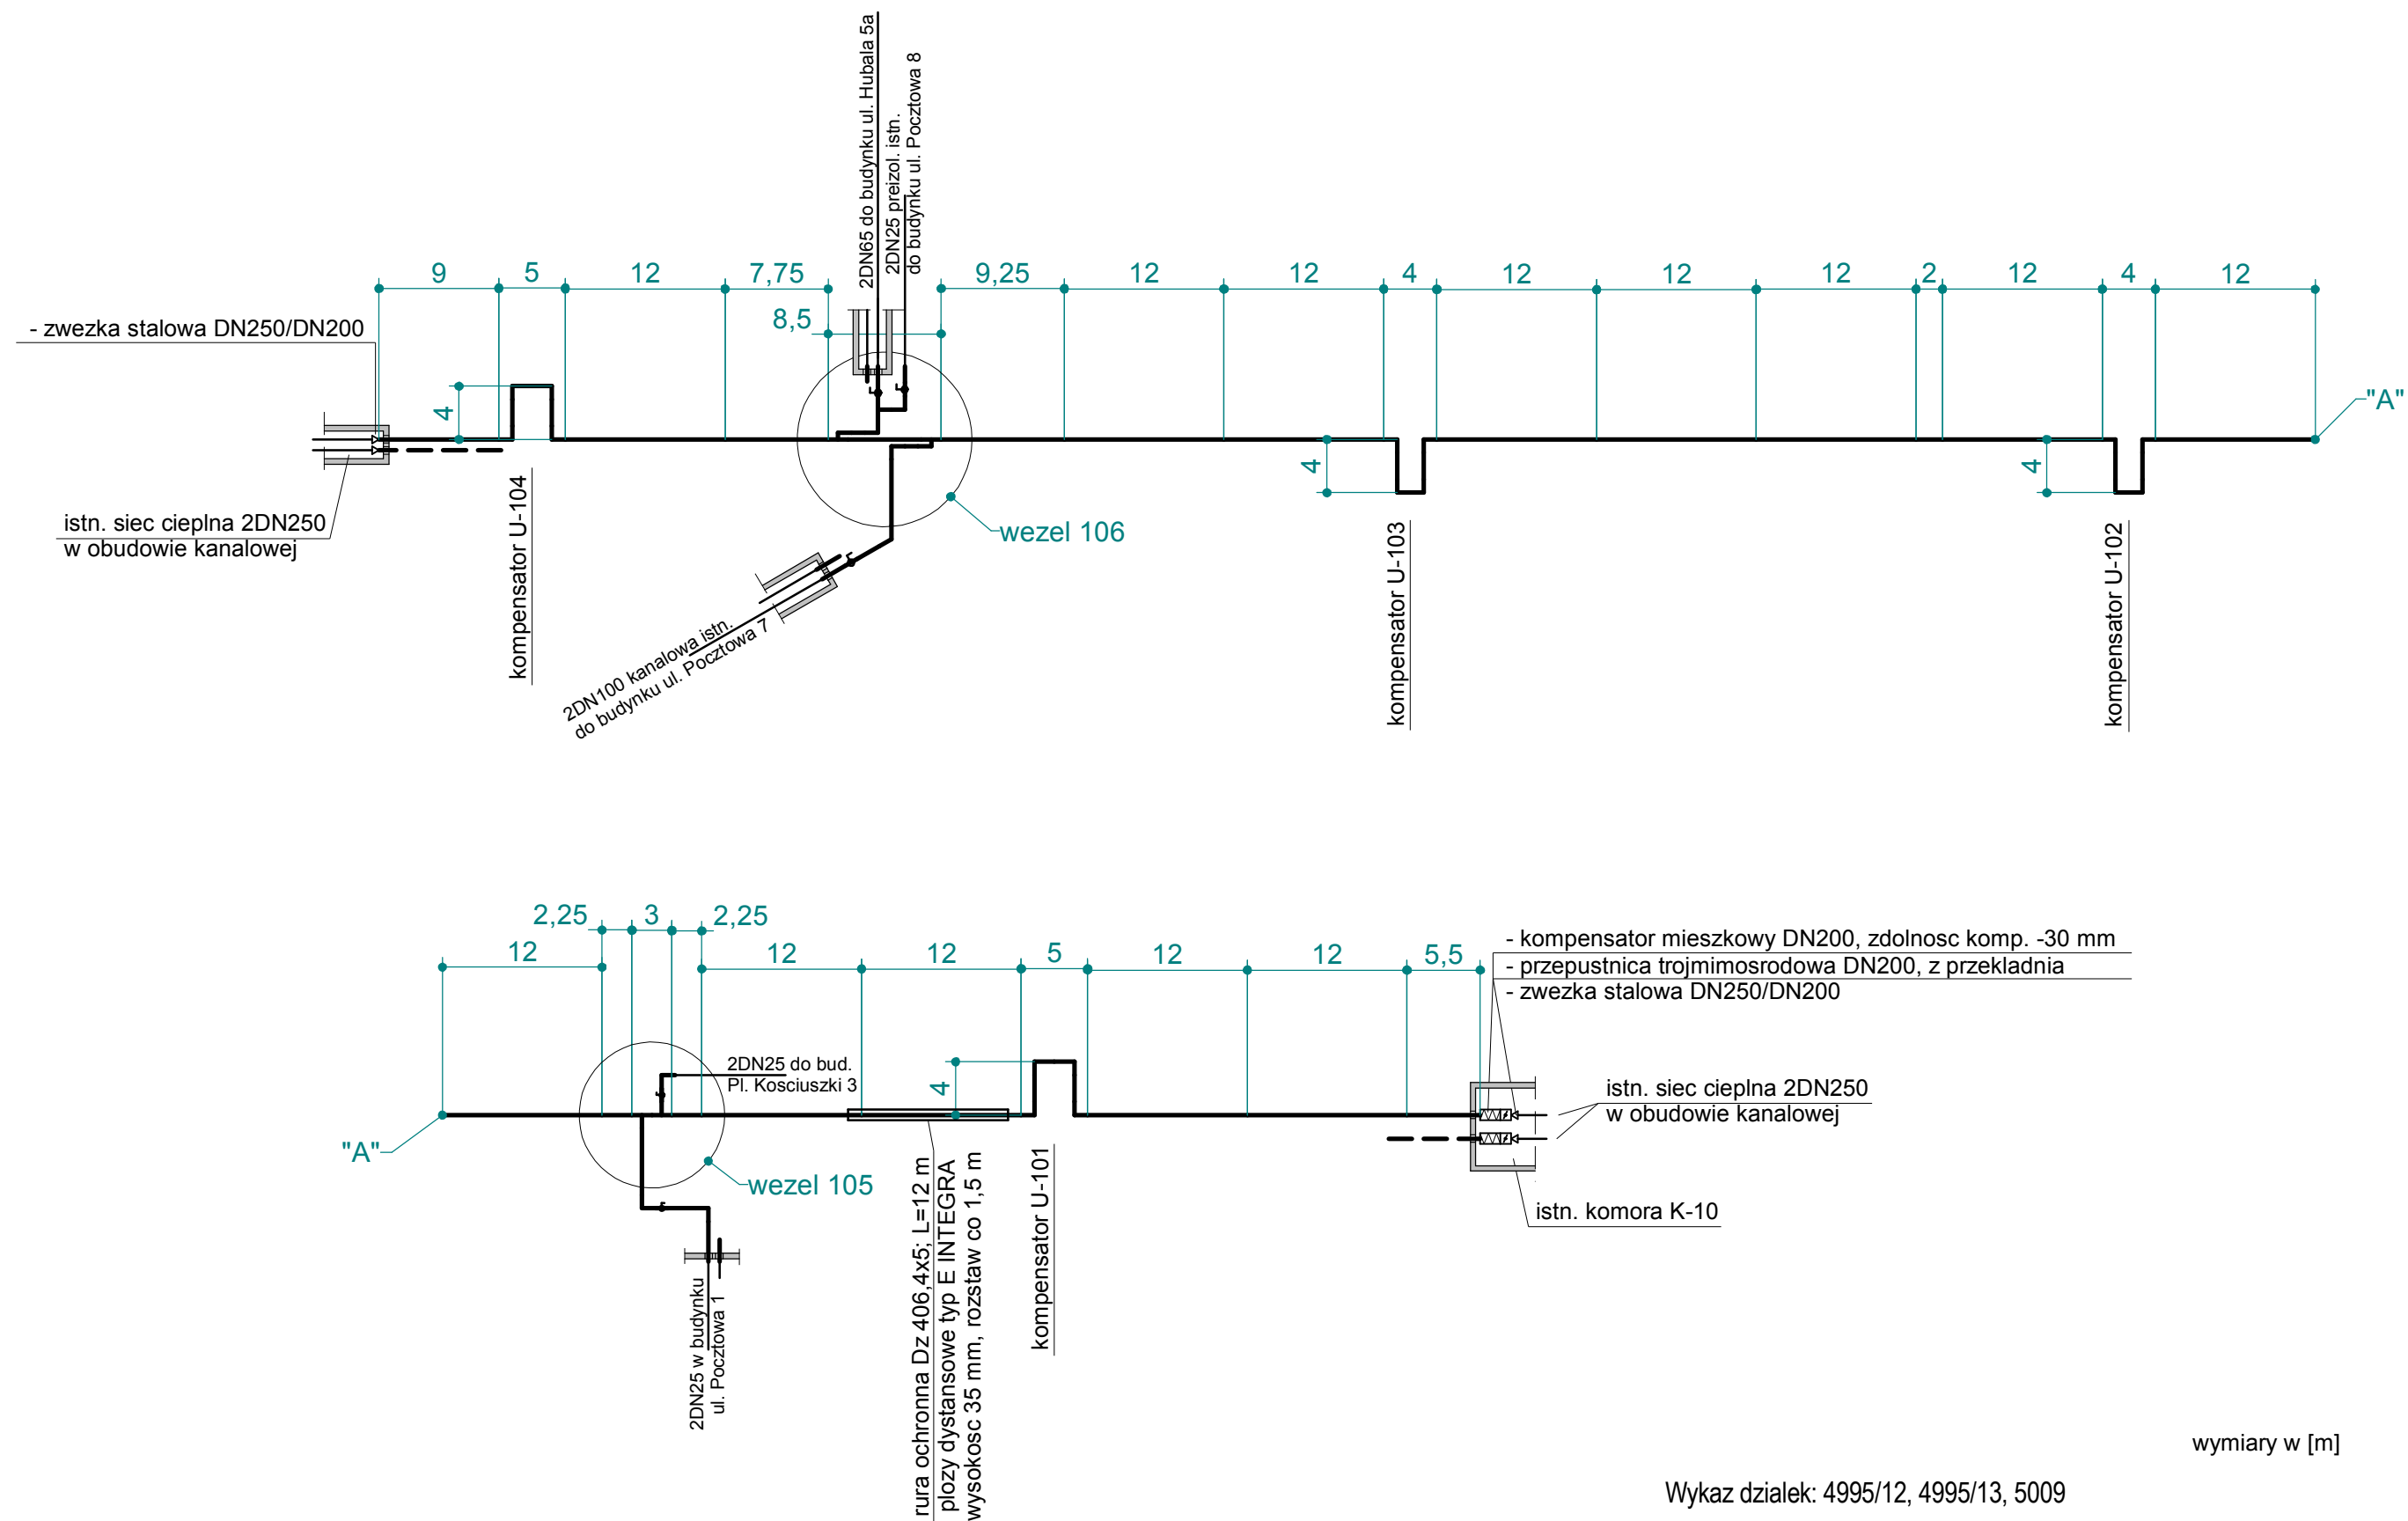 2DN65 do budynku ul. Hubala 5a
2DN25 preizol. istn.
do budynku ul. Pocztowa 8
9
5
12
7,75
9,25
12
12
4
12
12
12
2
12
4
12
8,5
- zwezka stalowa DN250/DN200
4
"A"
4
4
istn. siec cieplna 2DN250
w obudowie kanalowej
wezel 106
kompensator U-104
kompensator U-103
kompensator U-102
2DN100 kanalowa istn.
do budynku ul. Pocztowa 7
2,25
3
2,25
12
12
12
5
12
12
5,5
- kompensator mieszkowy DN200, zdolnosc komp. -30 mm
- przepustnica trojmimosrodowa DN200, z przekladnia
- zwezka stalowa DN250/DN200
2DN25 do bud.
Pl. Kosciuszki 3
4
istn. siec cieplna 2DN250
w obudowie kanalowej
"A"
wezel 105
istn. komora K-10
2DN25 w budynku
ul. Pocztowa 1
rura ochronna Dz 406,4x5; L=12 m
plozy dystansowe typ E INTEGRA
wysokosc 35 mm, rozstaw co 1,5 m
kompensator U-101
wymiary w [m]
Wykaz dzialek: 4995/12, 4995/13, 5009